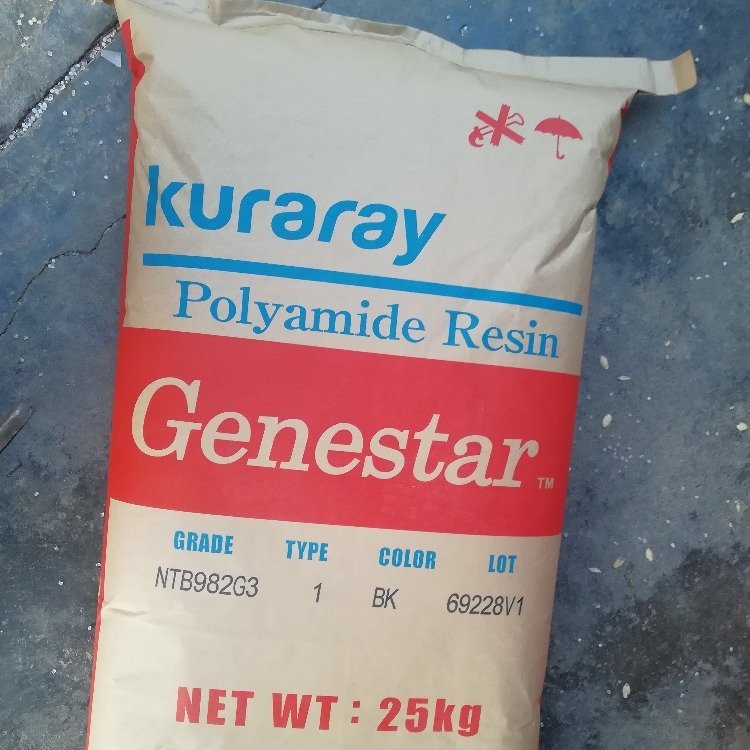 kuraray
Polyamide Resin
Genestar™
GRADE TYPE COLOR LOT
NTB982G3 1 BK 69228V1
NET WT : 25kg